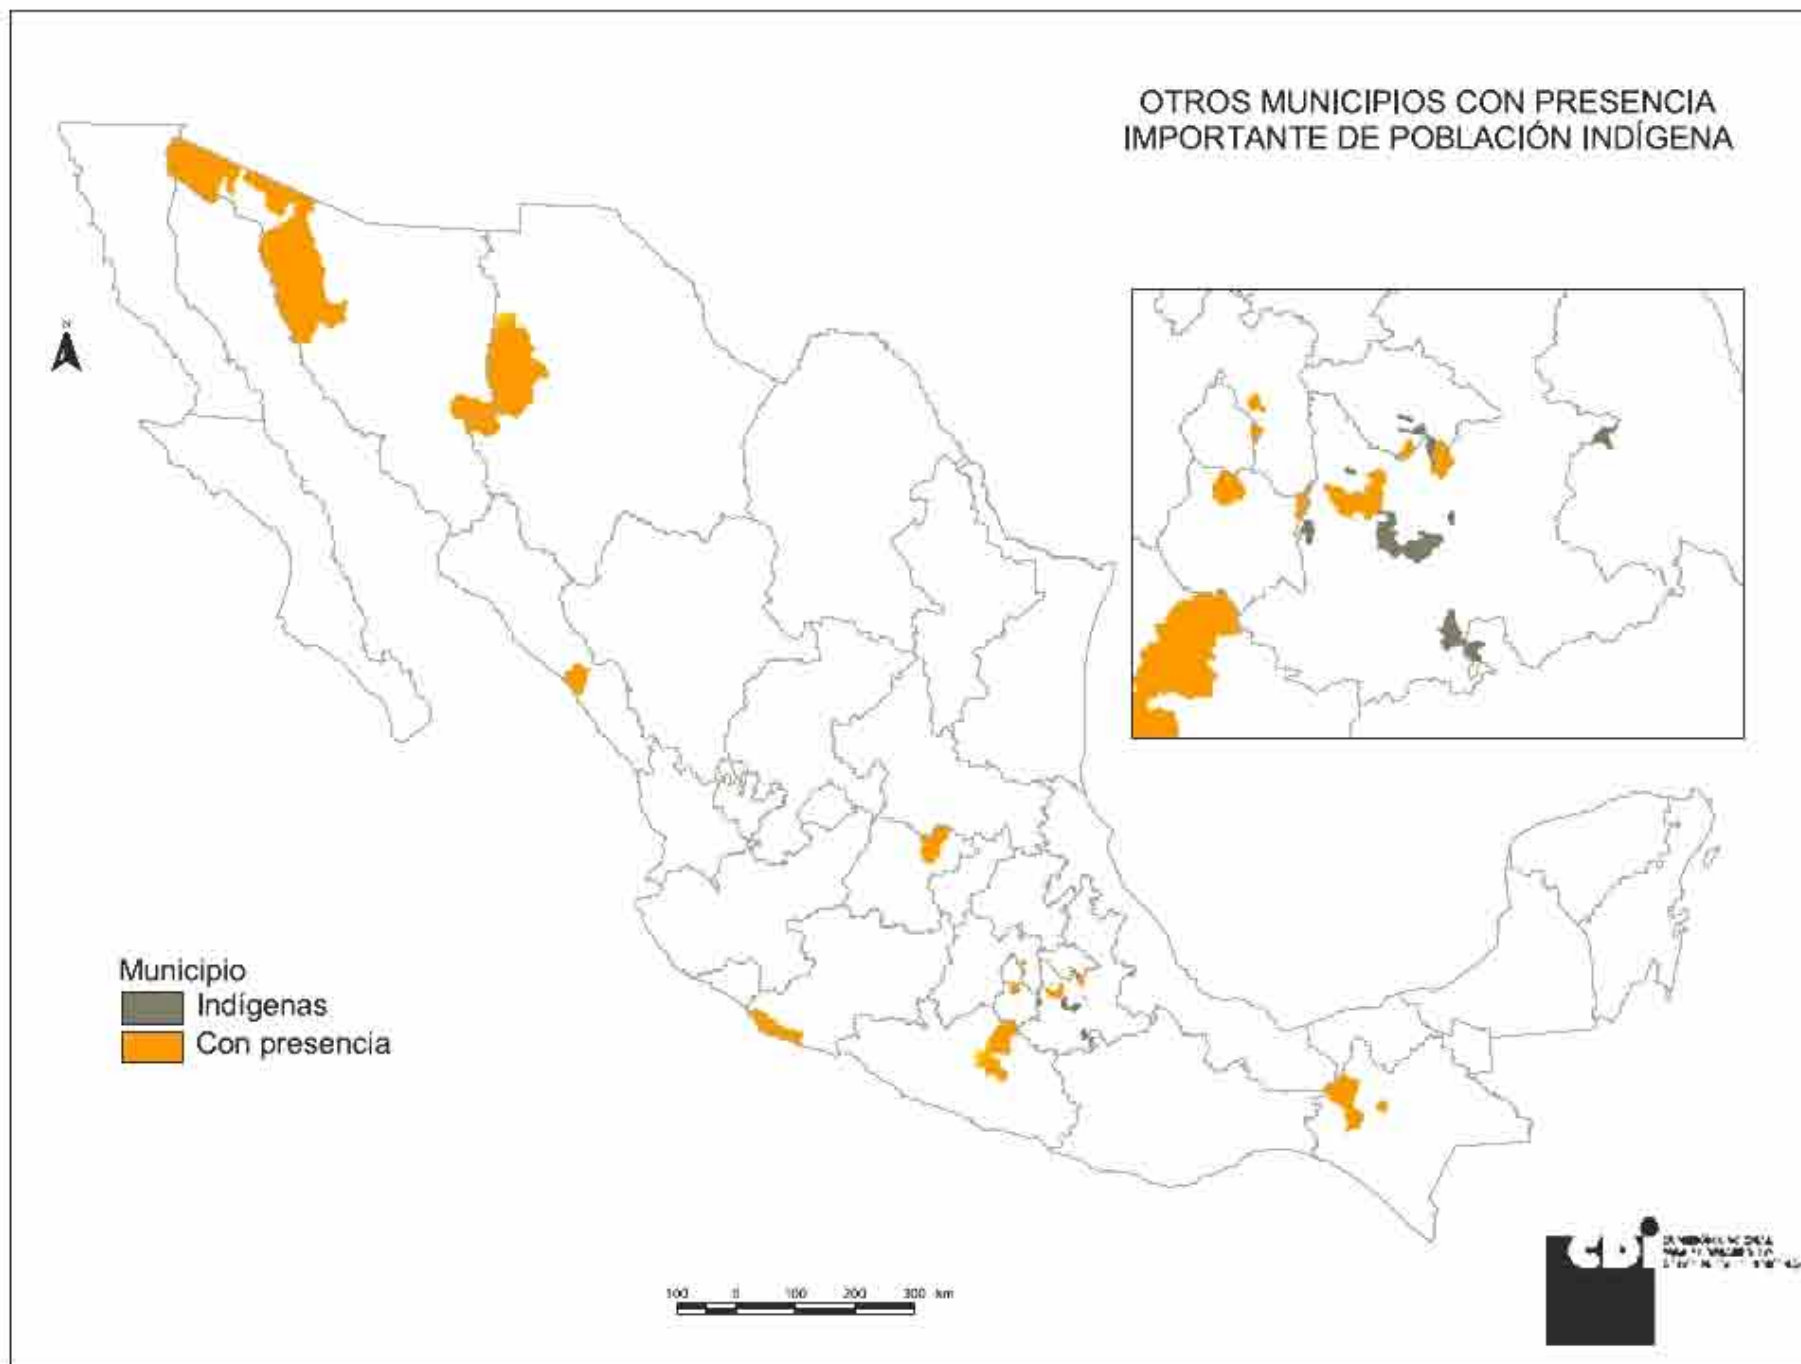 OTROS MUNICIPIOS CON PRESENCIA
IMPORTANTE DE POBLACIÓN INDÍGENA
N
Municipio
Indígenas
Con presencia
100 0 100 200 300 km
CDI